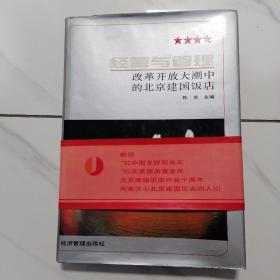 ★★★★
经营与管理
改革开放大潮中
的北京建国饭店
主编
献给
'92中国友好观光年
'92北京旅游黄金年
北京建国饭店开业十周年
所有关心北京建国饭店的人们
经济管理出版社